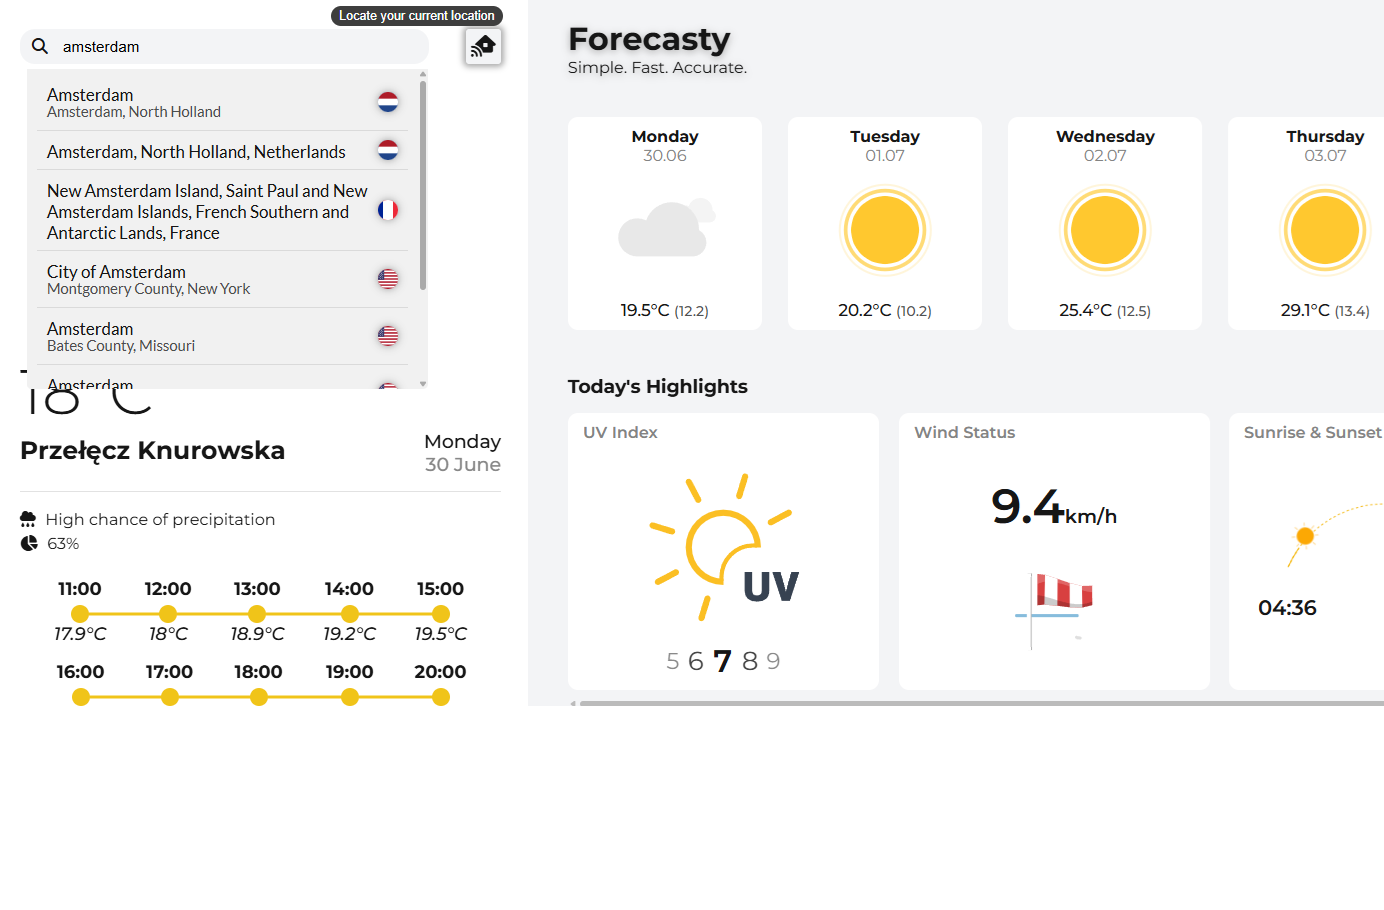 Locate your current location
amsterdam
Amsterdam
Amsterdam, North Holland
Amsterdam, North Holland, Netherlands
New Amsterdam Island, Saint Paul and New
Amsterdam Islands, French Southern and
Antarctic Lands, France
City of Amsterdam
Montgomery County, New York
Amsterdam
Bates County, Missouri
Amsterdam
18°C
Przełęcz Knurowska
Monday
30 June
High chance of precipitation
63%
11:00 12:00 13:00 14:00 15:00
17.9°C 18°C 18.9°C 19.2°C 19.5°C
16:00 17:00 18:00 19:00 20:00
Forecasty
Simple. Fast. Accurate.
Monday
30.06
19.5°C (12.2)
Tuesday
01.07
20.2°C (10.2)
Wednesday
02.07
25.4°C (12.5)
Thursday
03.07
29.1°C (13.4)
Today's Highlights
UV Index
UV
5 6 7 8 9
Wind Status
9.4km/h
Sunrise & Sunset
04:36